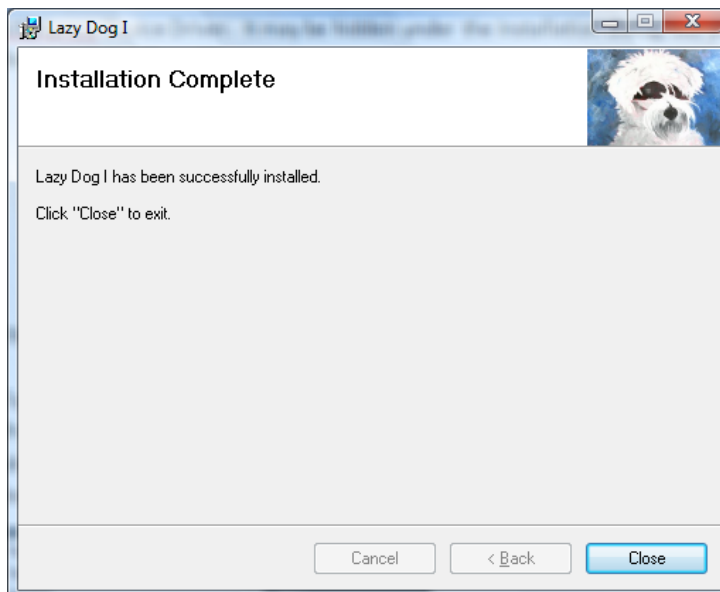 Lazy Dog I
Installation Complete
Lazy Dog I has been successfully installed.
Click "Close" to exit.
Cancel
< Back
Close